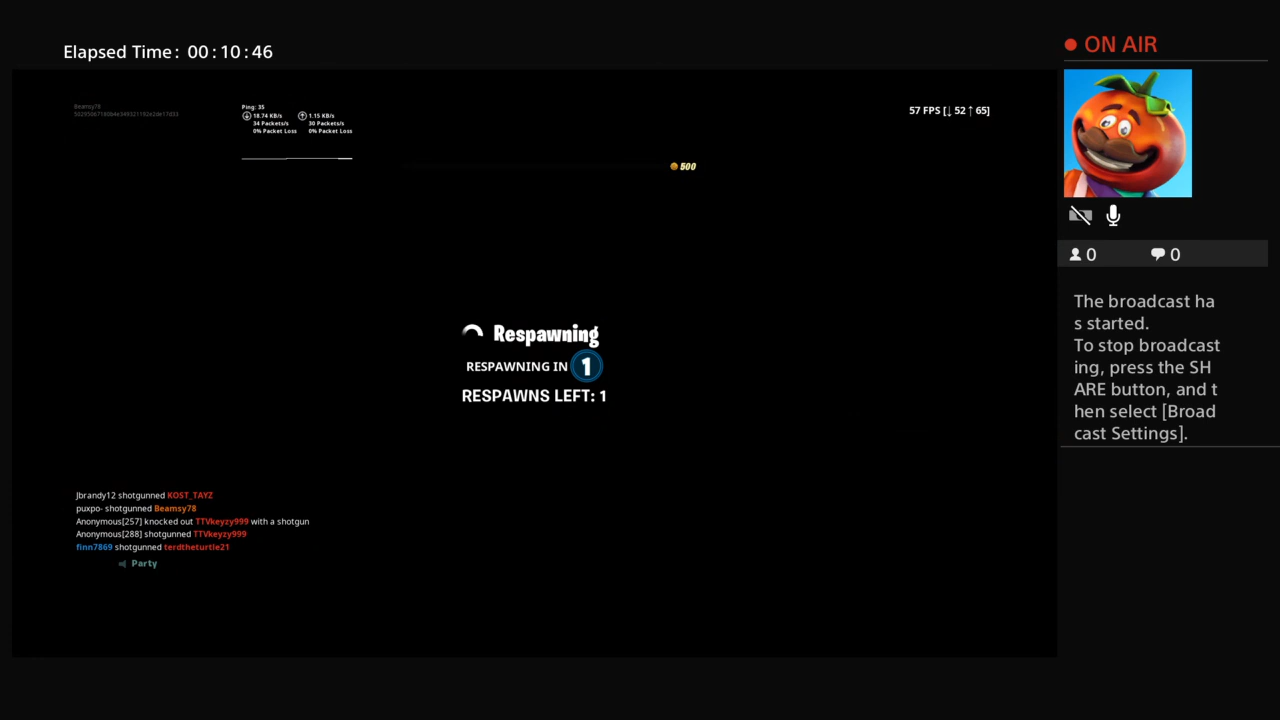 Elapsed Time: 00:10:46
ON AIR
Beamsy78
Ping: 35
18.74 KB/s 1.15 KB/s
34 Packets/s 30 Packets/s
0% Packet Loss 0% Packet Loss
57 FPS [↓ 52 ↑ 65]
500
0 0
The broadcast ha
s started.
To stop broadcast
ing, press the SH
ARE button, and t
hen select [Broad
cast Settings].
Respawning
RESPAWNING IN 1
RESPAWNS LEFT: 1
Jbrandy12 shotgunned KOST_TAYZ
puxpo- shotgunned Beamsy78
Anonymous[257] knocked out TTVkeyzy999 with a shotgun
Anonymous[288] shotgunned TTVkeyzy999
finn7869 shotgunned terdtheturtle21
Party